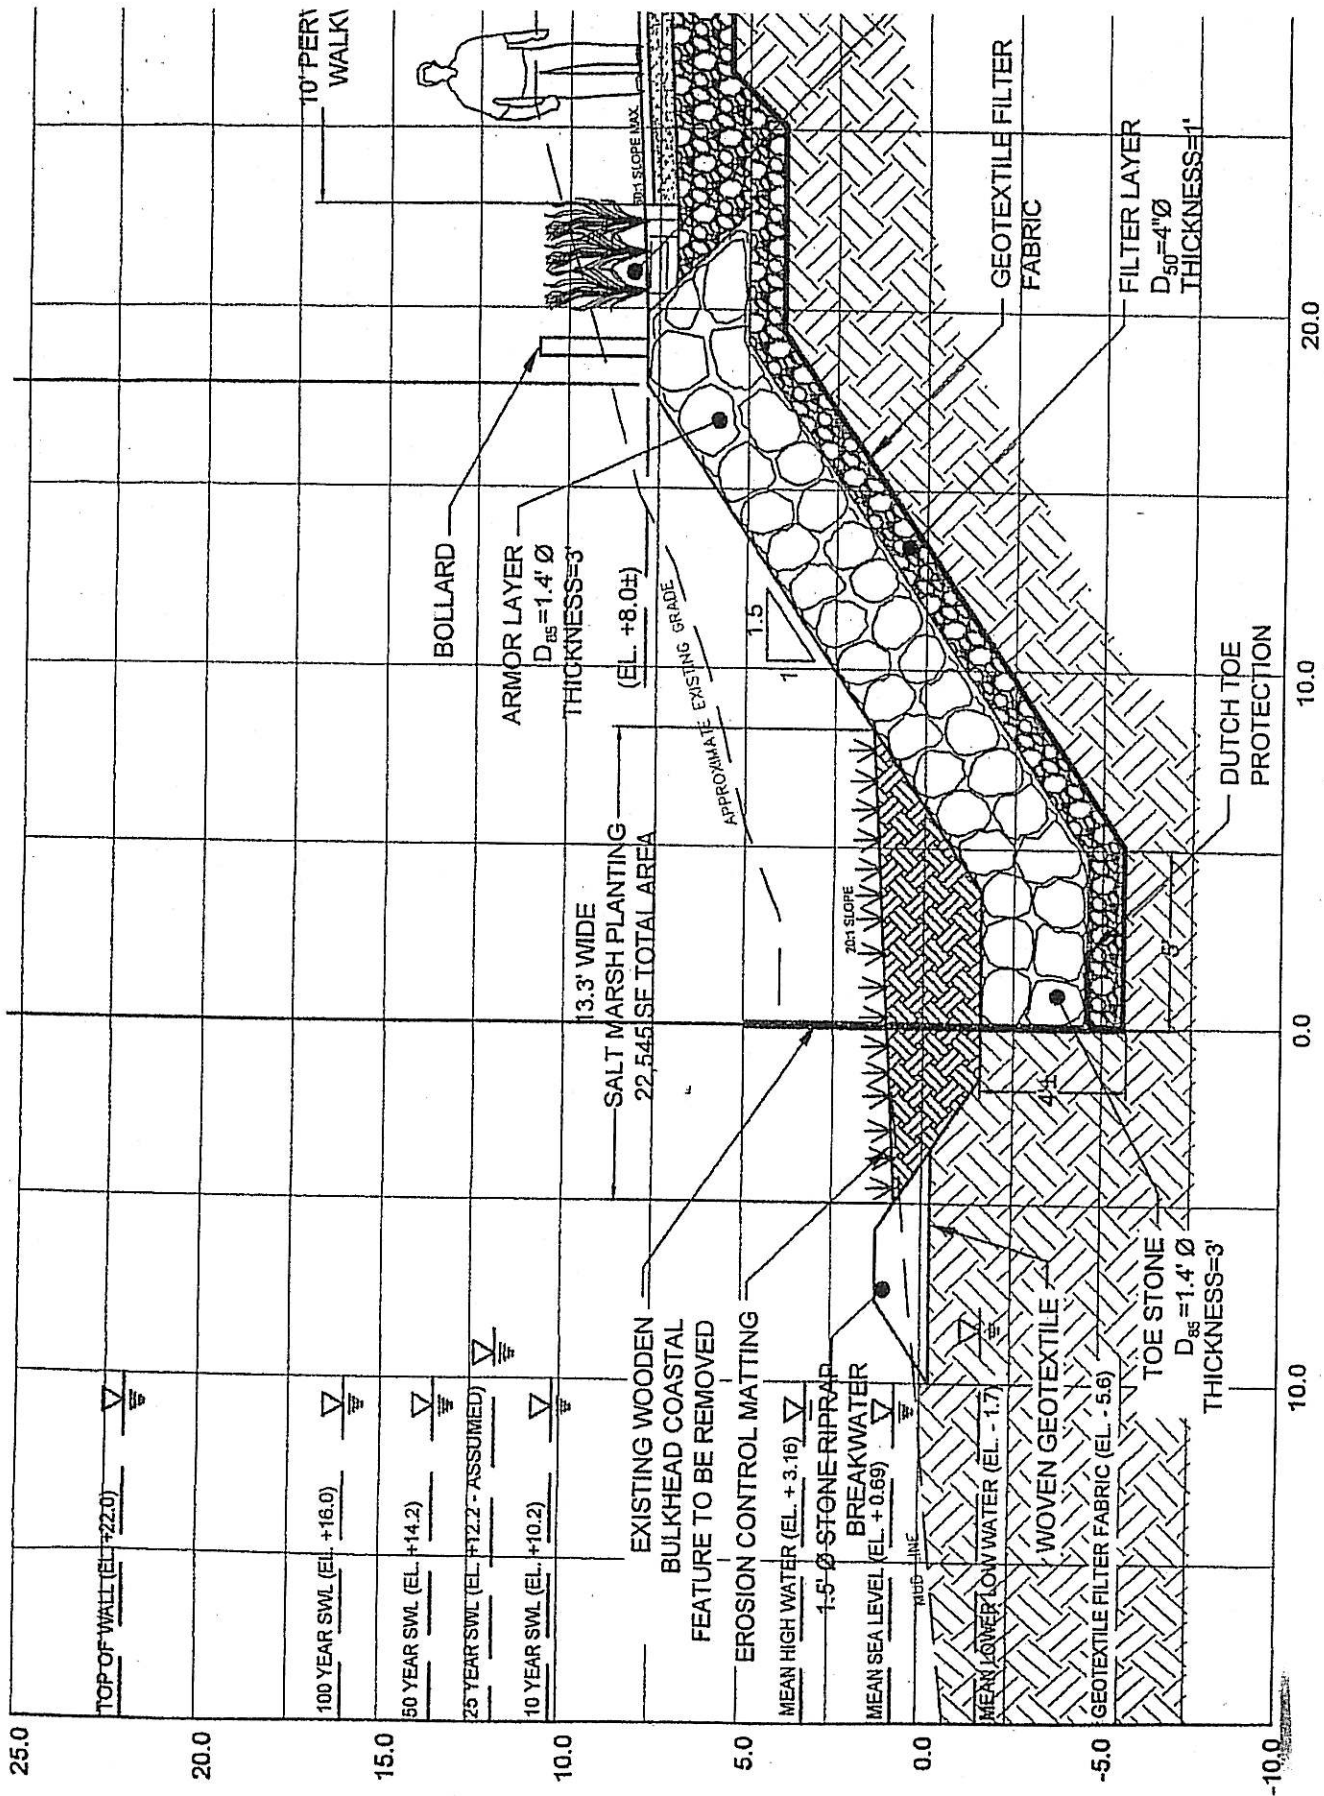 25.0
20.0
15.0
10.0
5.0
0.0
-5.0
-10.0
TOP OF WALL (EL. +22.0)
100 YEAR SWL (EL. +16.0)
50 YEAR SWL (EL. +14.2)
25 YEAR SWL (EL. +12.2 - ASSUMED)
10 YEAR SWL (EL. +10.2)
EXISTING WOODEN
BULKHEAD COASTAL
FEATURE TO BE REMOVED
EROSION CONTROL MATTING
MEAN HIGH WATER (EL. + 3.16)
1.5' Ø STONE RIPRAP
BREAKWATER
MEAN SEA LEVEL (EL. + 0.69)
MUD LINE
MEAN LOWER LOW WATER (EL. - 1.7)
WOVEN GEOTEXTILE
GEOTEXTILE FILTER FABRIC (EL. - 5.6)
TOE STONE
D85 =1.4' Ø
THICKNESS=3'
13.3' WIDE
SALT MARSH PLANTING
22,545 SF TOTAL AREA
20:1 SLOPE
4'±
5'
BOLLARD
ARMOR LAYER
D85 =1.4' Ø
THICKNESS=3'
(EL. +8.0±)
APPROXIMATE EXISTING GRADE
1.5
1
10' PERV
WALKW
50:1 SLOPE MAX
GEOTEXTILE FILTER
FABRIC
FILTER LAYER
D50=4"Ø
THICKNESS=1'
DUTCH TOE
PROTECTION
10.0
0.0
10.0
20.0